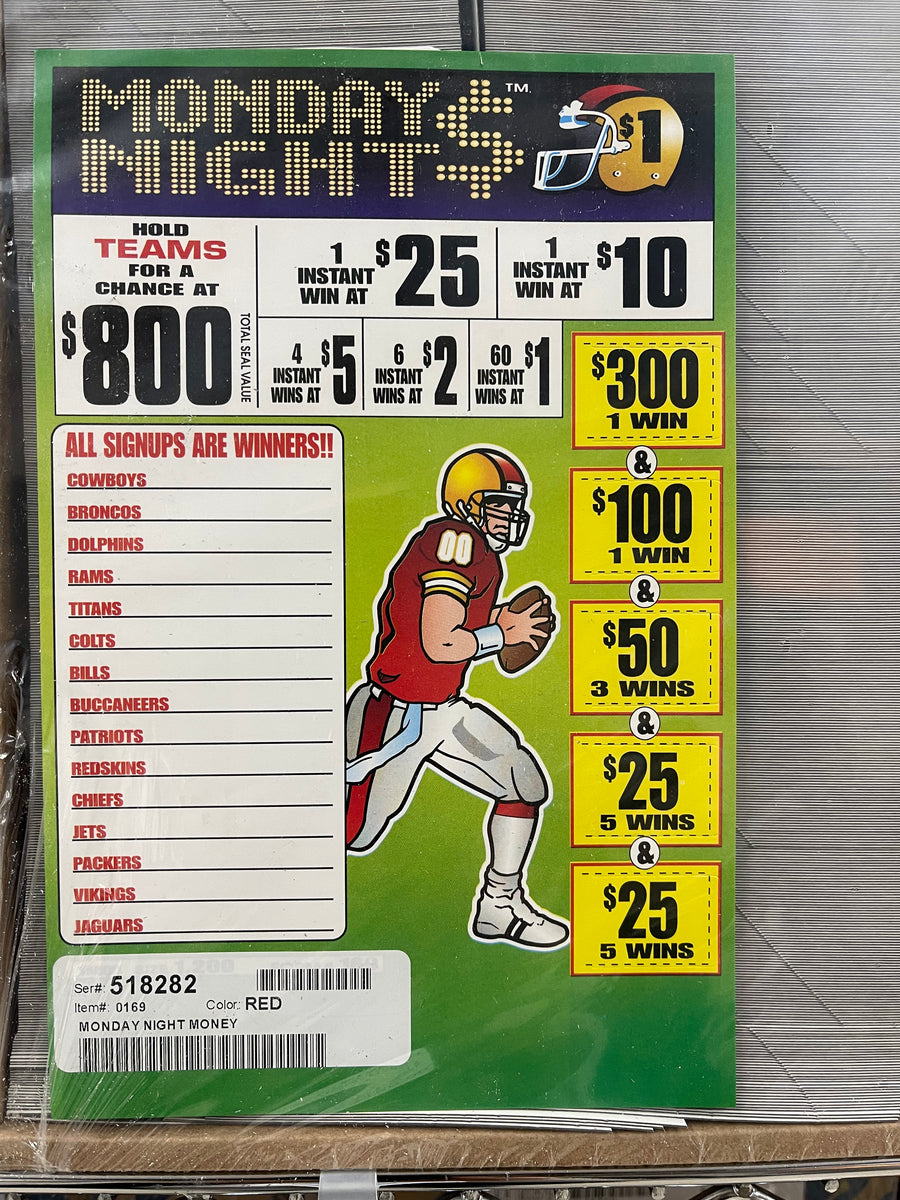 MONDAY
NIGHT $ TM
$1
HOLD
TEAMS
FOR A
CHANCE AT
$800
TOTAL SEAL VALUE
1
INSTANT
WIN AT
$25
1
INSTANT
WIN AT
$10
4
INSTANT
WINS AT
$5
6
INSTANT
WINS AT
$2
60
INSTANT
WINS AT
$1
ALL SIGNUPS ARE WINNERS!!
COWBOYS
BRONCOS
DOLPHINS
RAMS
TITANS
COLTS
BILLS
BUCCANEERS
PATRIOTS
REDSKINS
CHIEFS
JETS
PACKERS
VIKINGS
JAGUARS
00
$300
1 WIN
&
$100
1 WIN
&
$50
3 WINS
&
$25
5 WINS
&
$25
5 WINS
Ser#: 518282
Item#: 0169 Color: RED
MONDAY NIGHT MONEY